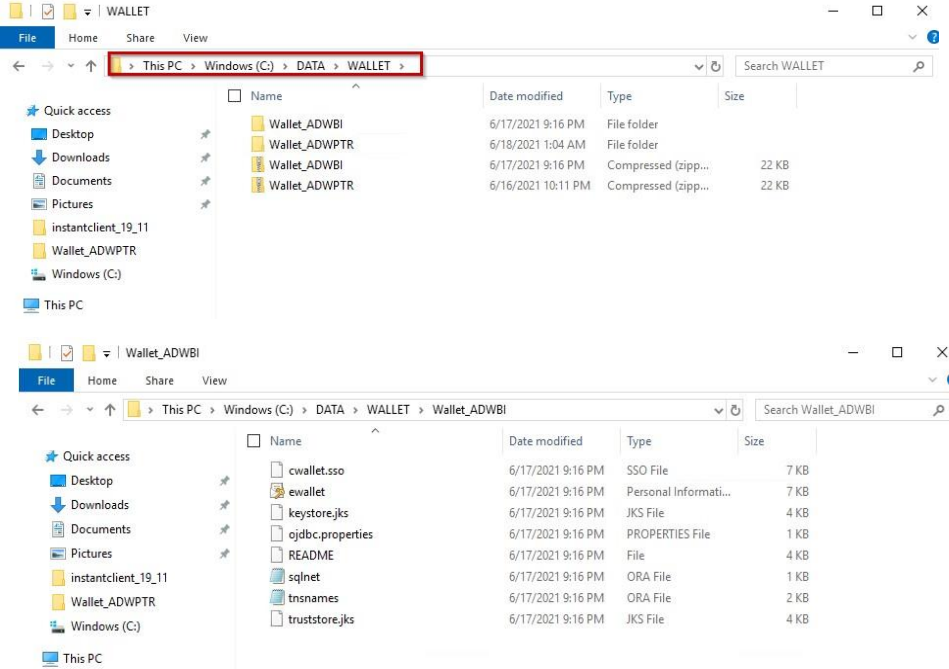 WALLET
File Home Share View
This PC > Windows (C:) > DATA > WALLET >
Search WALLET
Name Date modified Type Size
Quick access
Desktop
Downloads
Documents
Pictures
instantclient_19_11
Wallet_ADWPTR
Windows (C:)
This PC
Wallet_ADWBI 6/17/2021 9:16 PM File folder
Wallet_ADWPTR 6/18/2021 1:04 AM File folder
Wallet_ADWBI 6/17/2021 9:16 PM Compressed (zipp... 22 KB
Wallet_ADWPTR 6/16/2021 10:11 PM Compressed (zipp... 22 KB
Wallet_ADWBI
File Home Share View
This PC > Windows (C:) > DATA > WALLET > Wallet_ADWBI
Search Wallet_ADWBI
Name Date modified Type Size
Quick access
Desktop
Downloads
Documents
Pictures
instantclient_19_11
Wallet_ADWPTR
Windows (C:)
This PC
cwallet.sso 6/17/2021 9:16 PM SSO File 7 KB
ewallet 6/17/2021 9:16 PM Personal Informati... 7 KB
keystore.jks 6/17/2021 9:16 PM JKS File 4 KB
ojdbc.properties 6/17/2021 9:16 PM PROPERTIES File 1 KB
README 6/17/2021 9:16 PM File 4 KB
sqlnet 6/17/2021 9:16 PM ORA File 1 KB
tnsnames 6/17/2021 9:16 PM ORA File 2 KB
truststore.jks 6/17/2021 9:16 PM JKS File 4 KB